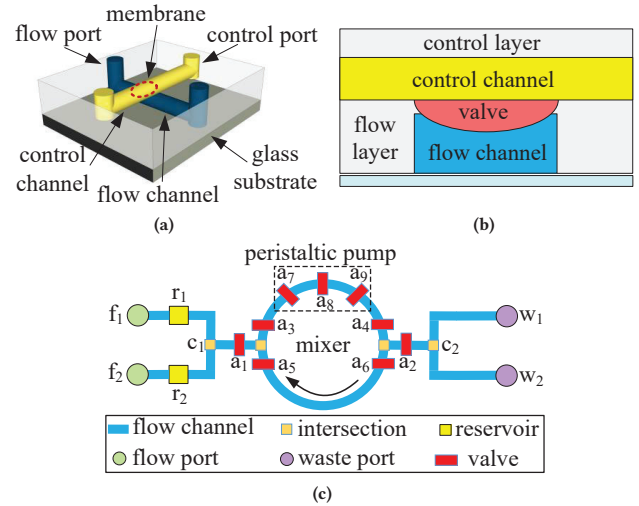 membrane
flow port
control port
control
channel
flow channel
glass
substrate
(a)
control layer
control channel
valve
flow
layer
flow channel
(b)
peristaltic pump
a7
a9
a8
f1
r1
a3
a4
w1
c1
a1
mixer
a2
c2
f2
a5
a6
r2
w2
flow channel
intersection
reservoir
flow port
waste port
valve
(c)